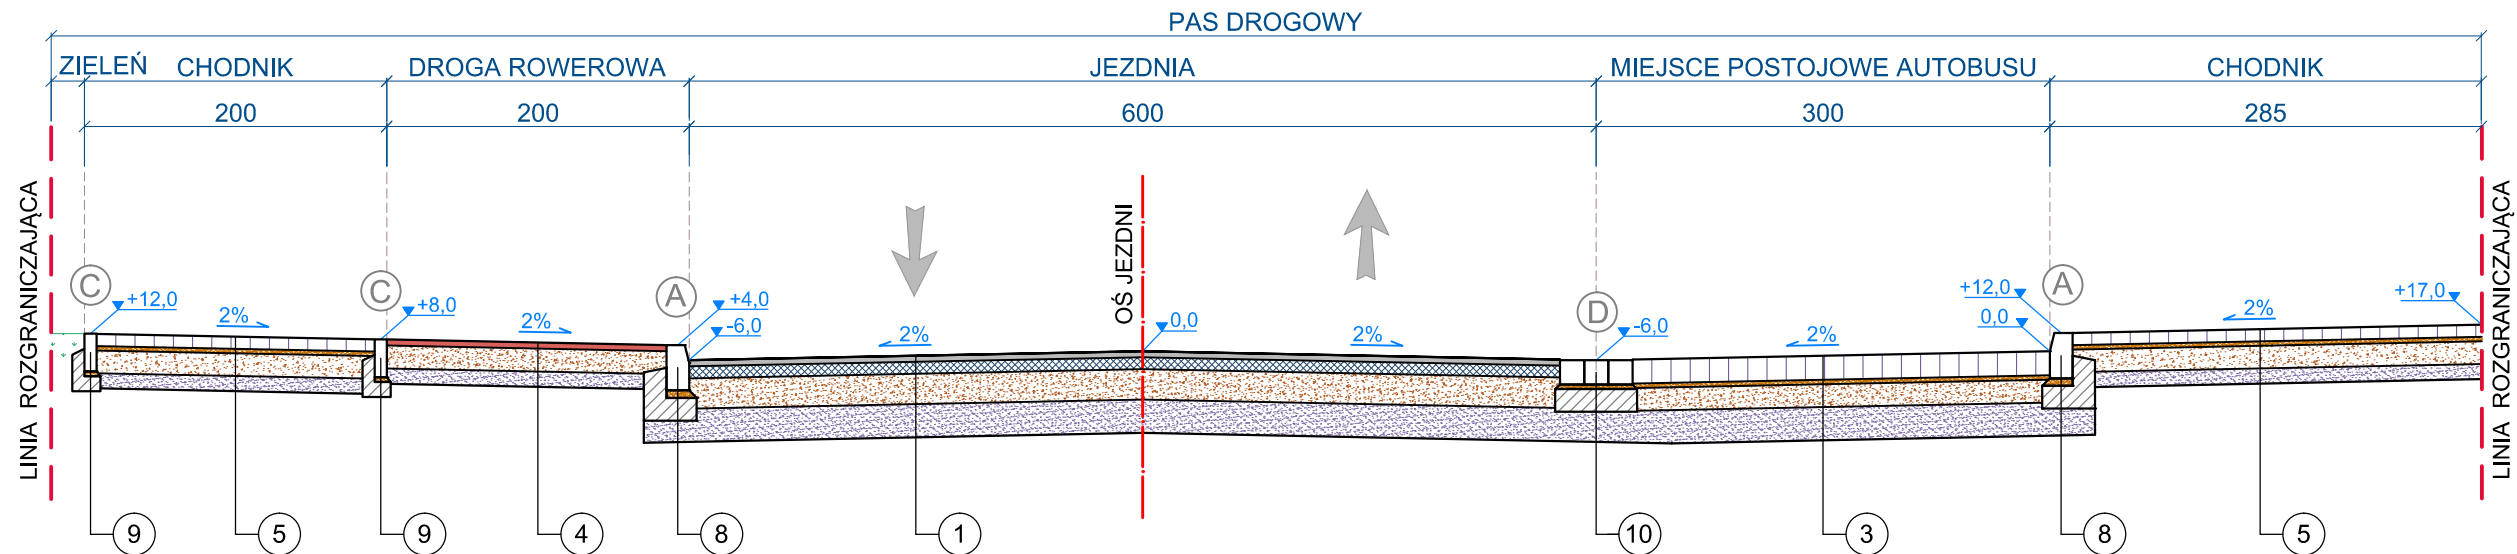 PAS DROGOWY
ZIELEŃ CHODNIK DROGA ROWEROWA JEZDNIA MIEJSCE POSTOJOWE AUTOBUSU CHODNIK
200 200 600 300 285
LINIA ROZGRANICZAJĄCA
OŚ JEZDNI
LINIA ROZGRANICZAJĄCA
C C A D A
+12,0 +8,0 +4,0 +12,0 +17,0
-6,0 0,0 -6,0 0,0
2% 2% 2% 2% 2% 2%
9 5 9 4 8 1 10 3 8 5